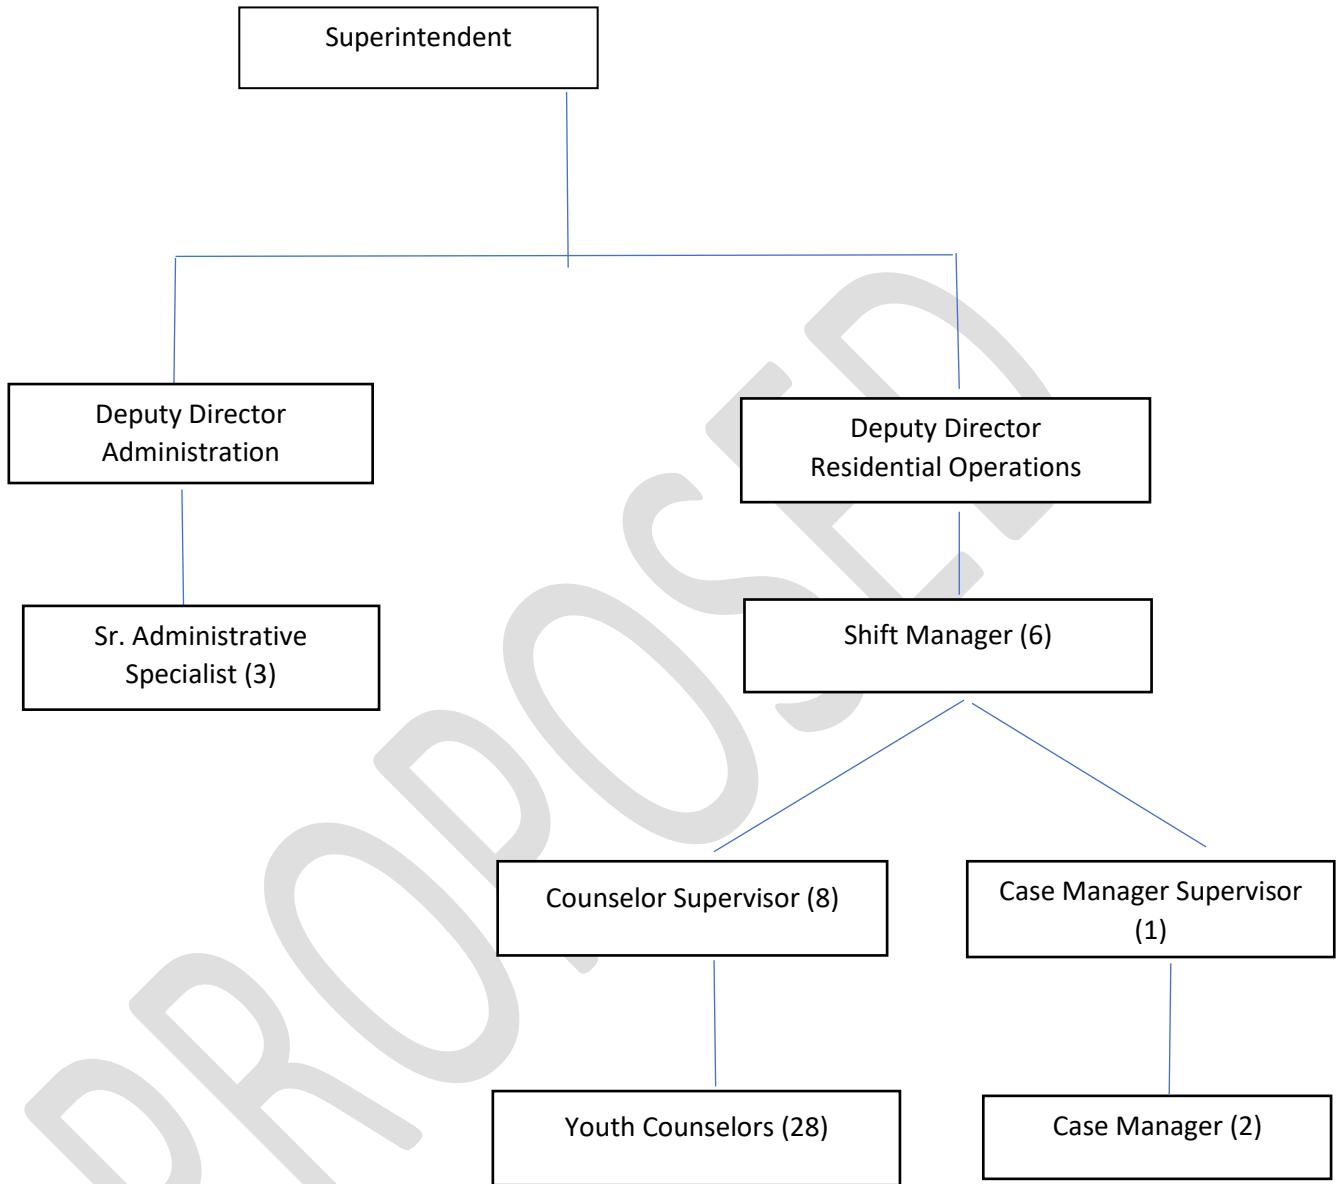 Superintendent
Deputy Director
Administration
Deputy Director
Residential Operations
Sr. Administrative
Specialist (3)
Shift Manager (6)
Counselor Supervisor (8)
Case Manager Supervisor
(1)
Youth Counselors (28)
Case Manager (2)
PROPOSED